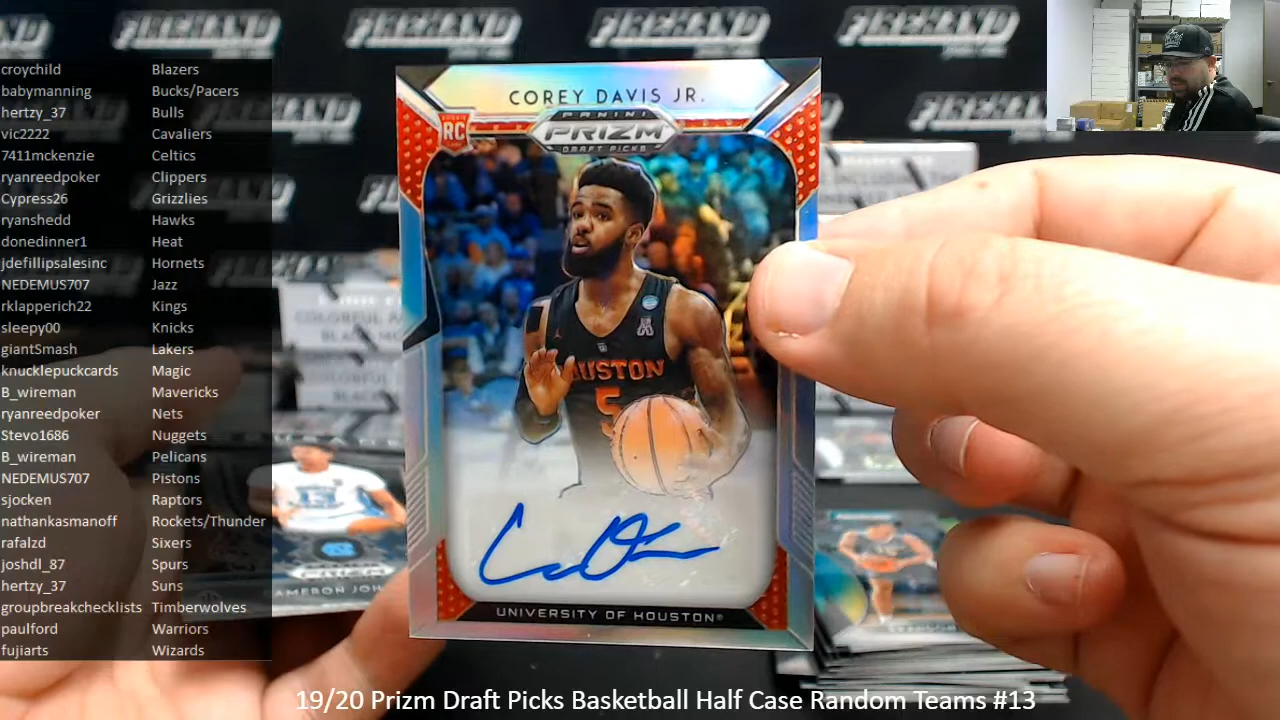 FIREHAND FIREHAND FIREHAND FIREHAND
croychild Blazers
babymanning Bucks/Pacers
hertzy_37 Bulls
vic2222 Cavaliers
7411mckenzie Celtics
ryanreedpoker Clippers
Cypress26 Grizzlies
ryanshedd Hawks
donedinner1 Heat
jdefillipsalesinc Hornets
NEDEMUS707 Jazz
rklapperich22 Kings
sleepy00 Knicks
giantSmash Lakers
knucklepuckcards Magic
B_wireman Mavericks
ryanreedpoker Nets
Stevo1686 Nuggets
B_wireman Pelicans
NEDEMUS707 Pistons
sjocken Raptors
nathankasmanoff Rockets/Thunder
rafalzd Sixers
joshdl_87 Spurs
hertzy_37 Suns
groupbreakchecklists Timberwolves
paulford Warriors
fujiarts Wizards
COREY DAVIS JR.
RC
PANINI
PRIZM
DRAFT PICKS
HOUSTON
5
UNIVERSITY OF HOUSTON®
19/20 Prizm Draft Picks Basketball Half Case Random Teams #13